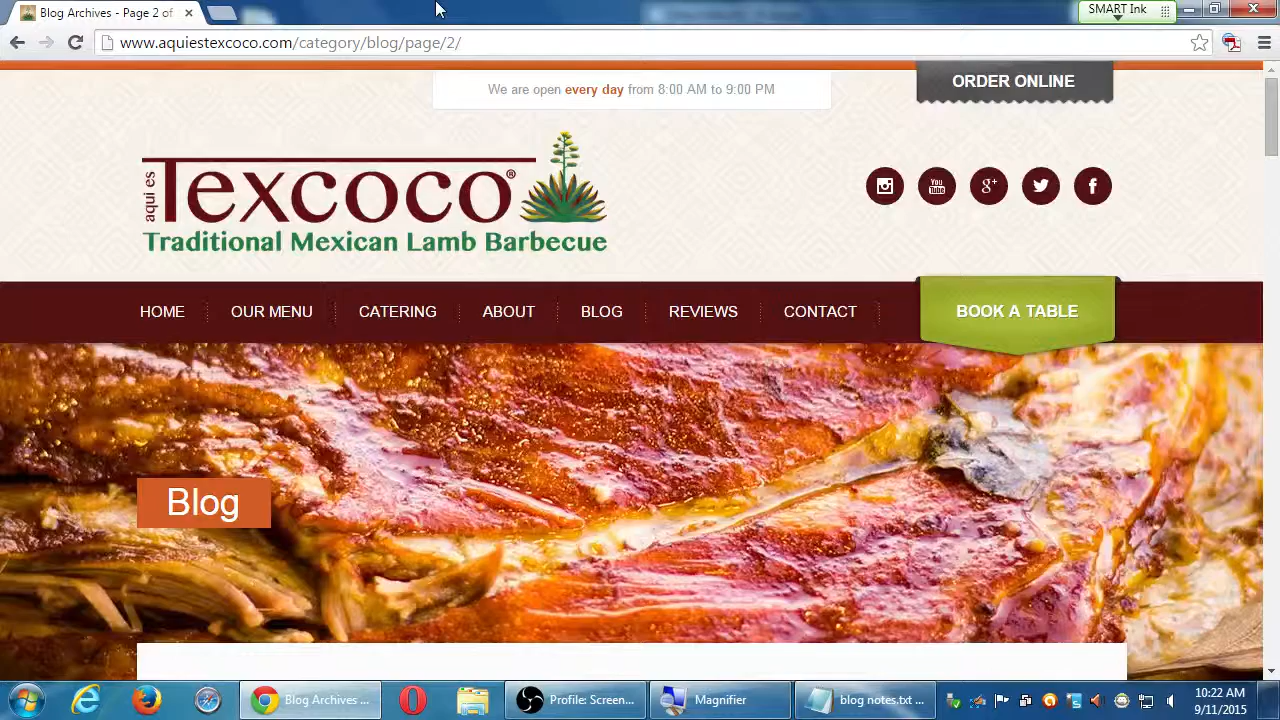 Blog Archives - Page 2 of
SMART Ink
www.aquiestexcoco.com/category/blog/page/2/
We are open every day from 8:00 AM to 9:00 PM
ORDER ONLINE
aqui es Texcoco®
Traditional Mexican Lamb Barbecue
You Tube
g+
f
HOME OUR MENU CATERING ABOUT BLOG REVIEWS CONTACT BOOK A TABLE
Blog
Blog Archives ... Profile: Screen... Magnifier blog notes.txt ... 10:22 AM
9/11/2015